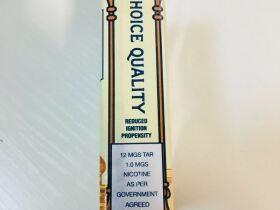 HOICE QUALITY
REDUCED
IGNITION
PROPENSITY
12 MGS TAR
1.0 MGS
NICOTINE
AS PER
GOVERNMENT
AGREED